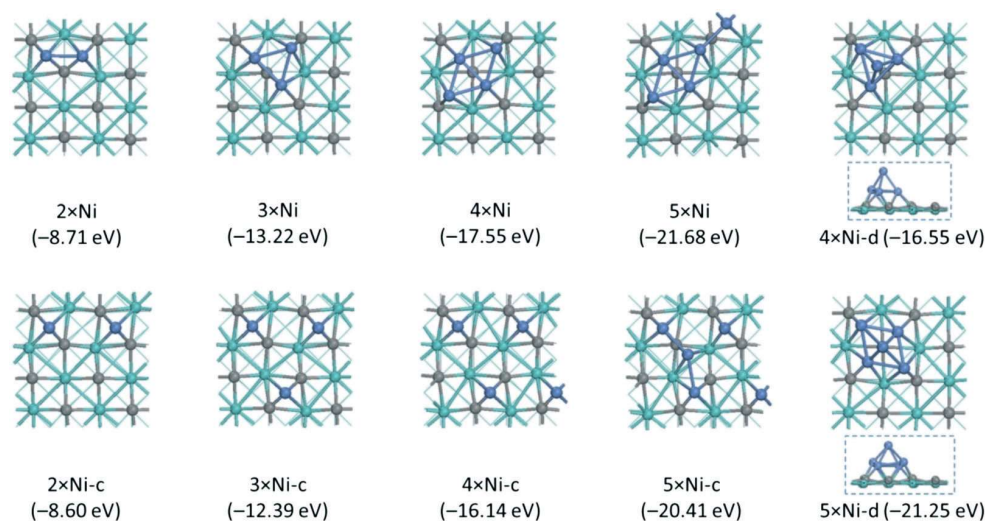 2×Ni
(−8.71 eV)
3×Ni
(−13.22 eV)
4×Ni
(−17.55 eV)
5×Ni
(−21.68 eV)
4×Ni-d (−16.55 eV)
2×Ni-c
(−8.60 eV)
3×Ni-c
(−12.39 eV)
4×Ni-c
(−16.14 eV)
5×Ni-c
(−20.41 eV)
5×Ni-d (−21.25 eV)